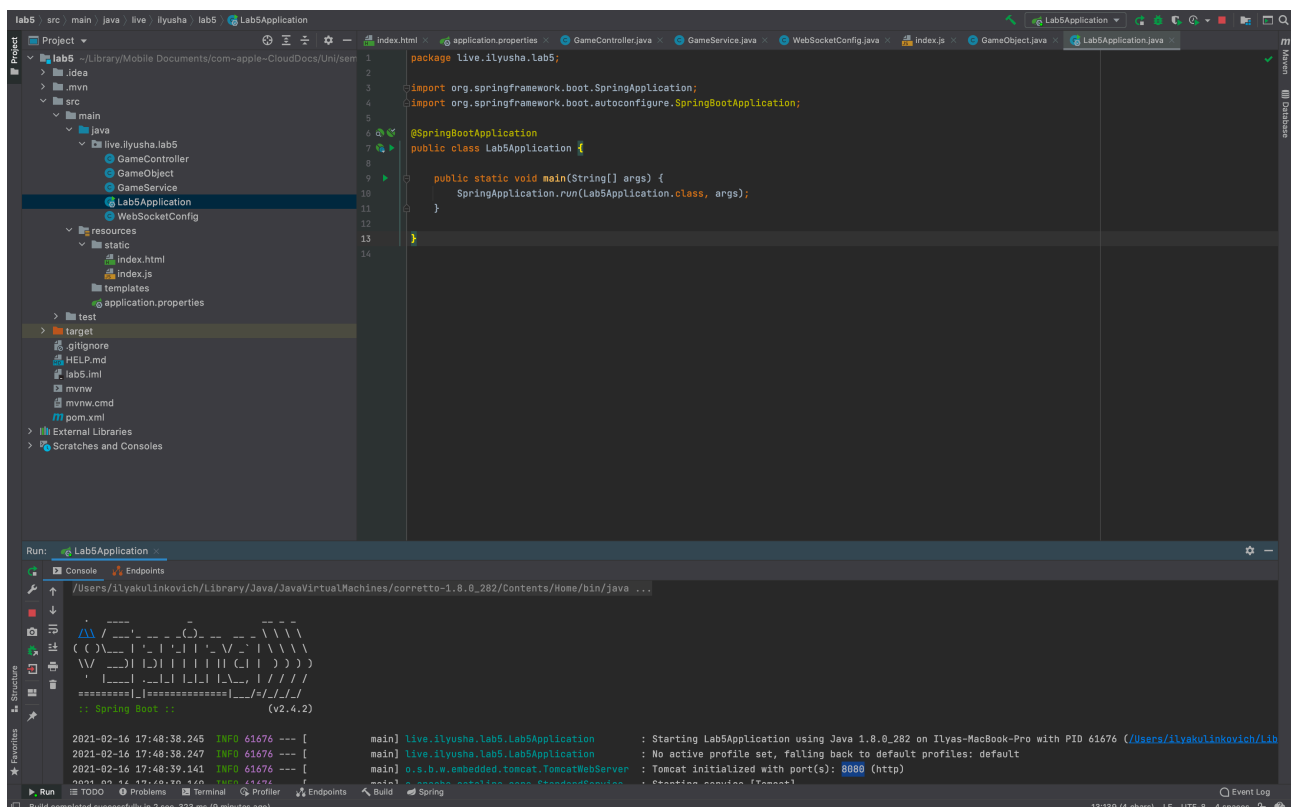 lab5 src main java live ilyusha lab5 Lab5Application
Lab5Application
Project
index.html application.properties GameController.java GameService.java WebSocketConfig.java index.js GameObject.java Lab5Application.java
Maven
Database
Project
lab5 ~/Library/Mobile Documents/com~apple~CloudDocs/Uni/sem
.idea
.mvn
src
main
java
live.ilyusha.lab5
GameController
GameObject
GameService
Lab5Application
WebSocketConfig
resources
static
index.html
index.js
templates
application.properties
test
target
.gitignore
HELP.md
lab5.iml
mvnw
mvnw.cmd
pom.xml
External Libraries
Scratches and Consoles
1 package live.ilyusha.lab5;
2
3 import org.springframework.boot.SpringApplication;
4 import org.springframework.boot.autoconfigure.SpringBootApplication;
5
6 @SpringBootApplication
7 public class Lab5Application {
8
9 public static void main(String[] args) {
10 SpringApplication.run(Lab5Application.class, args);
11 }
12
13 }
14
Run: Lab5Application
Console Endpoints
/Users/ilyakulinkovich/Library/Java/JavaVirtualMachines/corretto-1.8.0_282/Contents/Home/bin/java ...
:: Spring Boot :: (v2.4.2)
2021-02-16 17:48:38.245 INFO 61676 --- [ main] live.ilyusha.lab5.Lab5Application : Starting Lab5Application using Java 1.8.0_282 on Ilyas-MacBook-Pro with PID 61676 (/Users/ilyakulinkovich/Lib
2021-02-16 17:48:38.247 INFO 61676 --- [ main] live.ilyusha.lab5.Lab5Application : No active profile set, falling back to default profiles: default
2021-02-16 17:48:39.141 INFO 61676 --- [ main] o.s.b.w.embedded.tomcat.TomcatWebServer : Tomcat initialized with port(s): 8080 (http)
Structure
Favorites
Run TODO Problems Terminal Profiler Endpoints Build Spring Event Log
Build completed successfully in 2 sec, 323 ms (9 minutes ago)